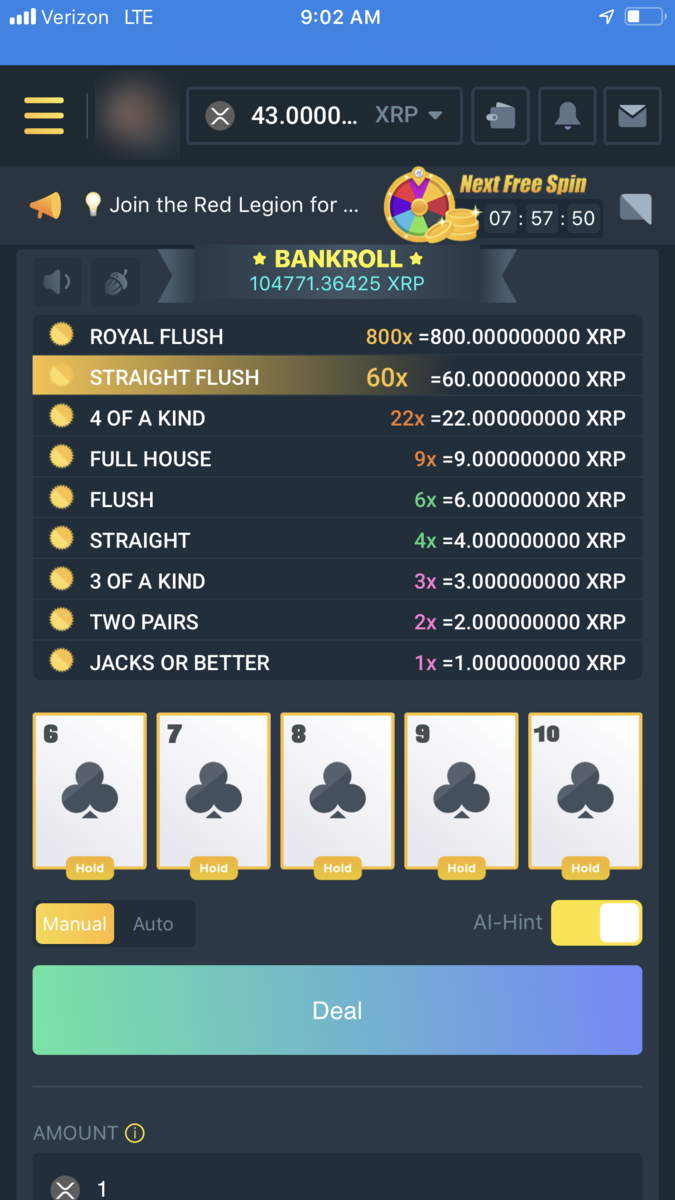 Verizon LTE 9:02 AM
43.0000... XRP
Join the Red Legion for ...
Next Free Spin
07 : 57 : 50
BANKROLL
104771.36425 XRP
ROYAL FLUSH 800x =800.000000000 XRP
STRAIGHT FLUSH 60x =60.000000000 XRP
4 OF A KIND 22x =22.000000000 XRP
FULL HOUSE 9x =9.000000000 XRP
FLUSH 6x =6.000000000 XRP
STRAIGHT 4x =4.000000000 XRP
3 OF A KIND 3x =3.000000000 XRP
TWO PAIRS 2x =2.000000000 XRP
JACKS OR BETTER 1x =1.000000000 XRP
6 7 8 9 10
Hold Hold Hold Hold Hold
Manual Auto AI-Hint
Deal
AMOUNT
1